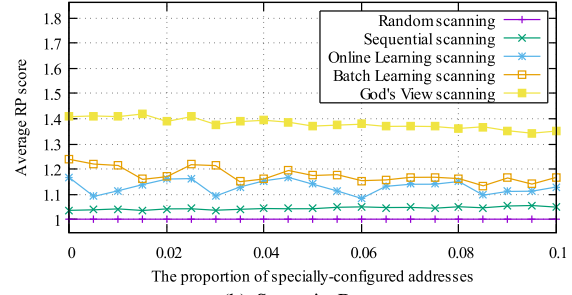 Random scanning
Sequential scanning
Online Learning scanning
Batch Learning scanning
God's View scanning
Average RP score
1.8
1.7
1.6
1.5
1.4
1.3
1.2
1.1
1
0
0.02
0.04
0.06
0.08
0.1
The proportion of specially-configured addresses